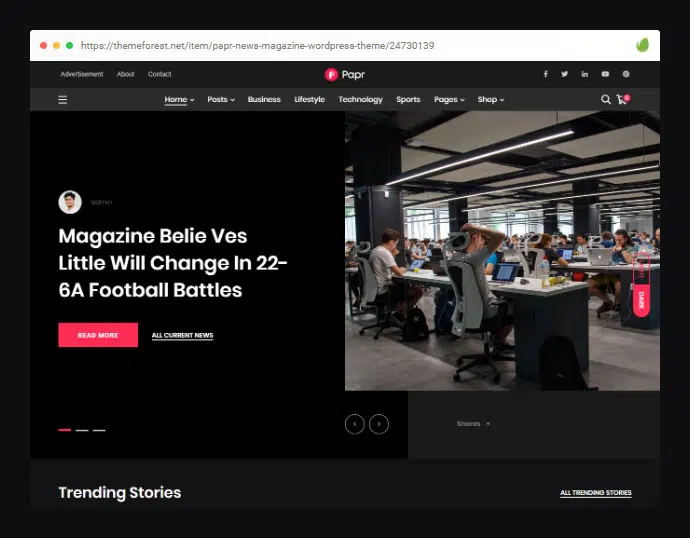 https://themeforest.net/item/papr-news-magazine-wordpress-theme/24730139
Advertisement About Contact
Papr
Home Posts Business Lifestyle Technology Sports Pages Shop
0
Magazine Belie Ves
Little Will Change In 22-
6A Football Battles
READ MORE ALL CURRENT NEWS
DARK
Shares +
Trending Stories
ALL TRENDING STORIES